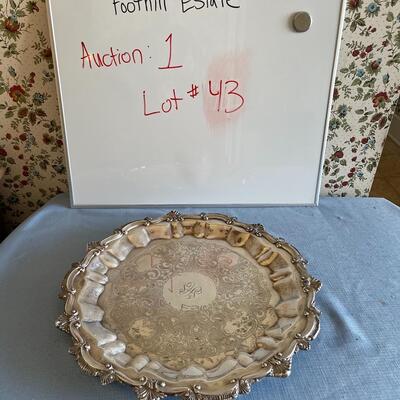 Foothill Estate
Auction: 1
Lot # 43